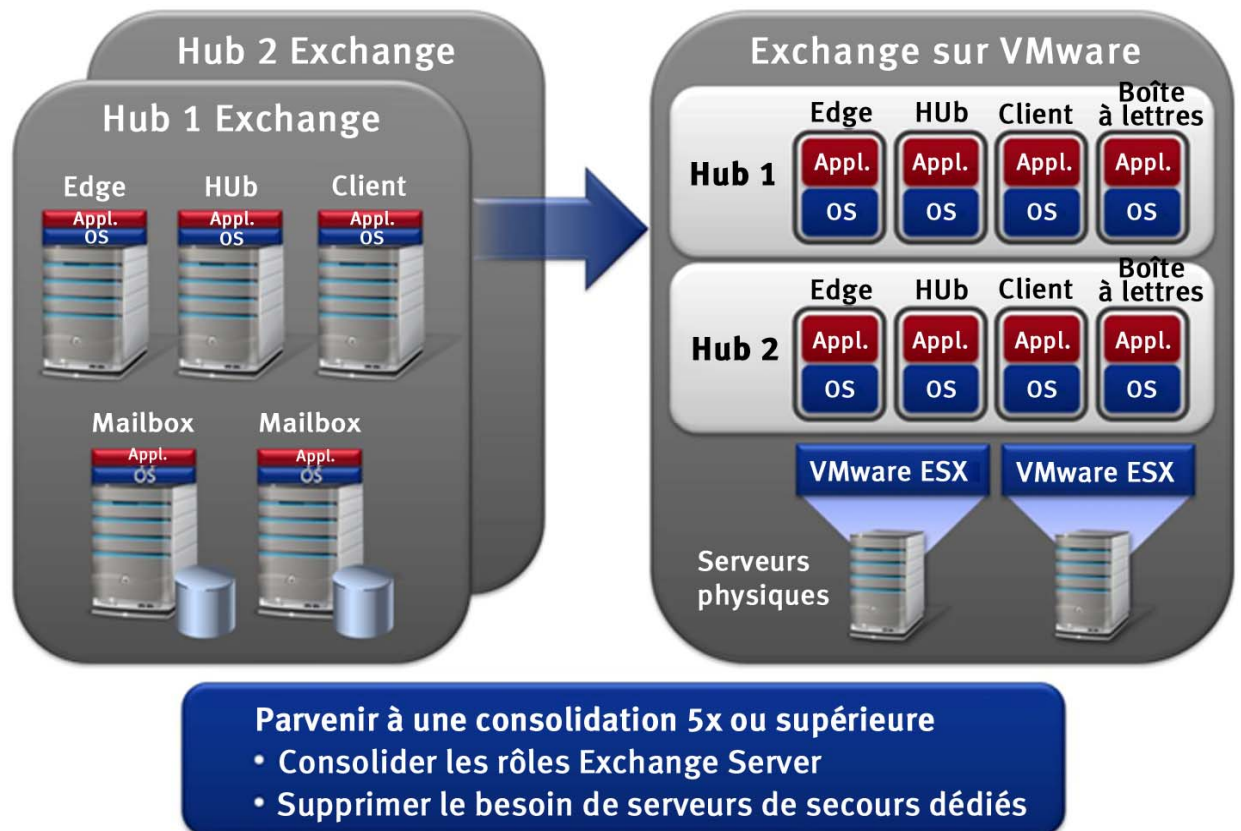 Hub 2 Exchange
Hub 1 Exchange
Edge HUb Client
Appl. Appl. Appl.
OS OS OS
Mailbox Mailbox
Appl. Appl.
OS OS
Exchange sur VMware
Edge HUb Client Boîte à lettres
Hub 1
Appl. Appl. Appl. Appl.
OS OS OS OS
Edge HUb Client Boîte à lettres
Hub 2
Appl. Appl. Appl. Appl.
OS OS OS OS
VMware ESX VMware ESX
Serveurs
physiques
Parvenir à une consolidation 5x ou supérieure
• Consolider les rôles Exchange Server
• Supprimer le besoin de serveurs de secours dédiés